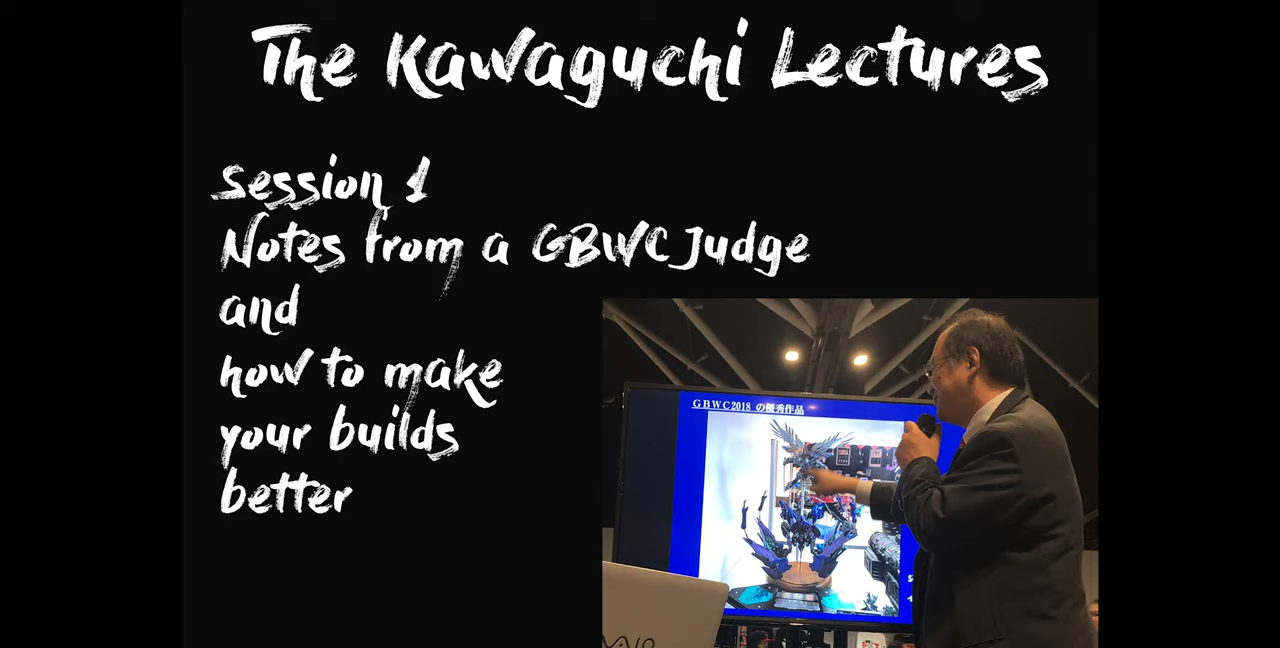 The Kawaguchi Lectures
Session 1
Notes from a GBWC Judge
and
how to make
your builds
better
GBWC2018 の優秀作品
VAIO